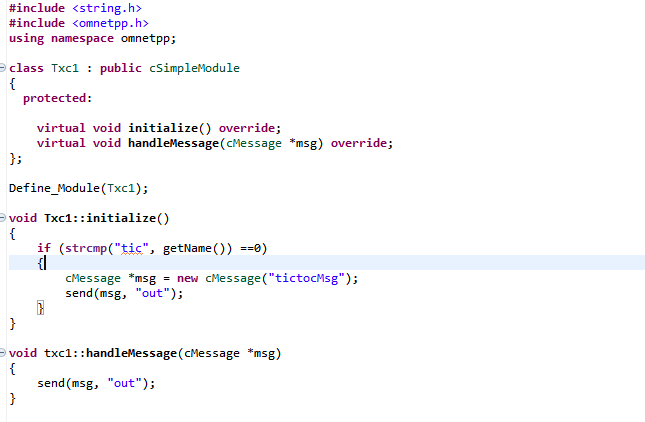 #include <string.h>
#include <omnetpp.h>
using namespace omnetpp;
class Txc1 : public cSimpleModule
{
protected:
virtual void initialize() override;
virtual void handleMessage(cMessage *msg) override;
};
Define_Module(Txc1);
void Txc1::initialize()
{
if (strcmp("tic", getName()) ==0)
{
cMessage *msg = new cMessage("tictocMsg");
send(msg, "out");
}
}
void txc1::handleMessage(cMessage *msg)
{
send(msg, "out");
}